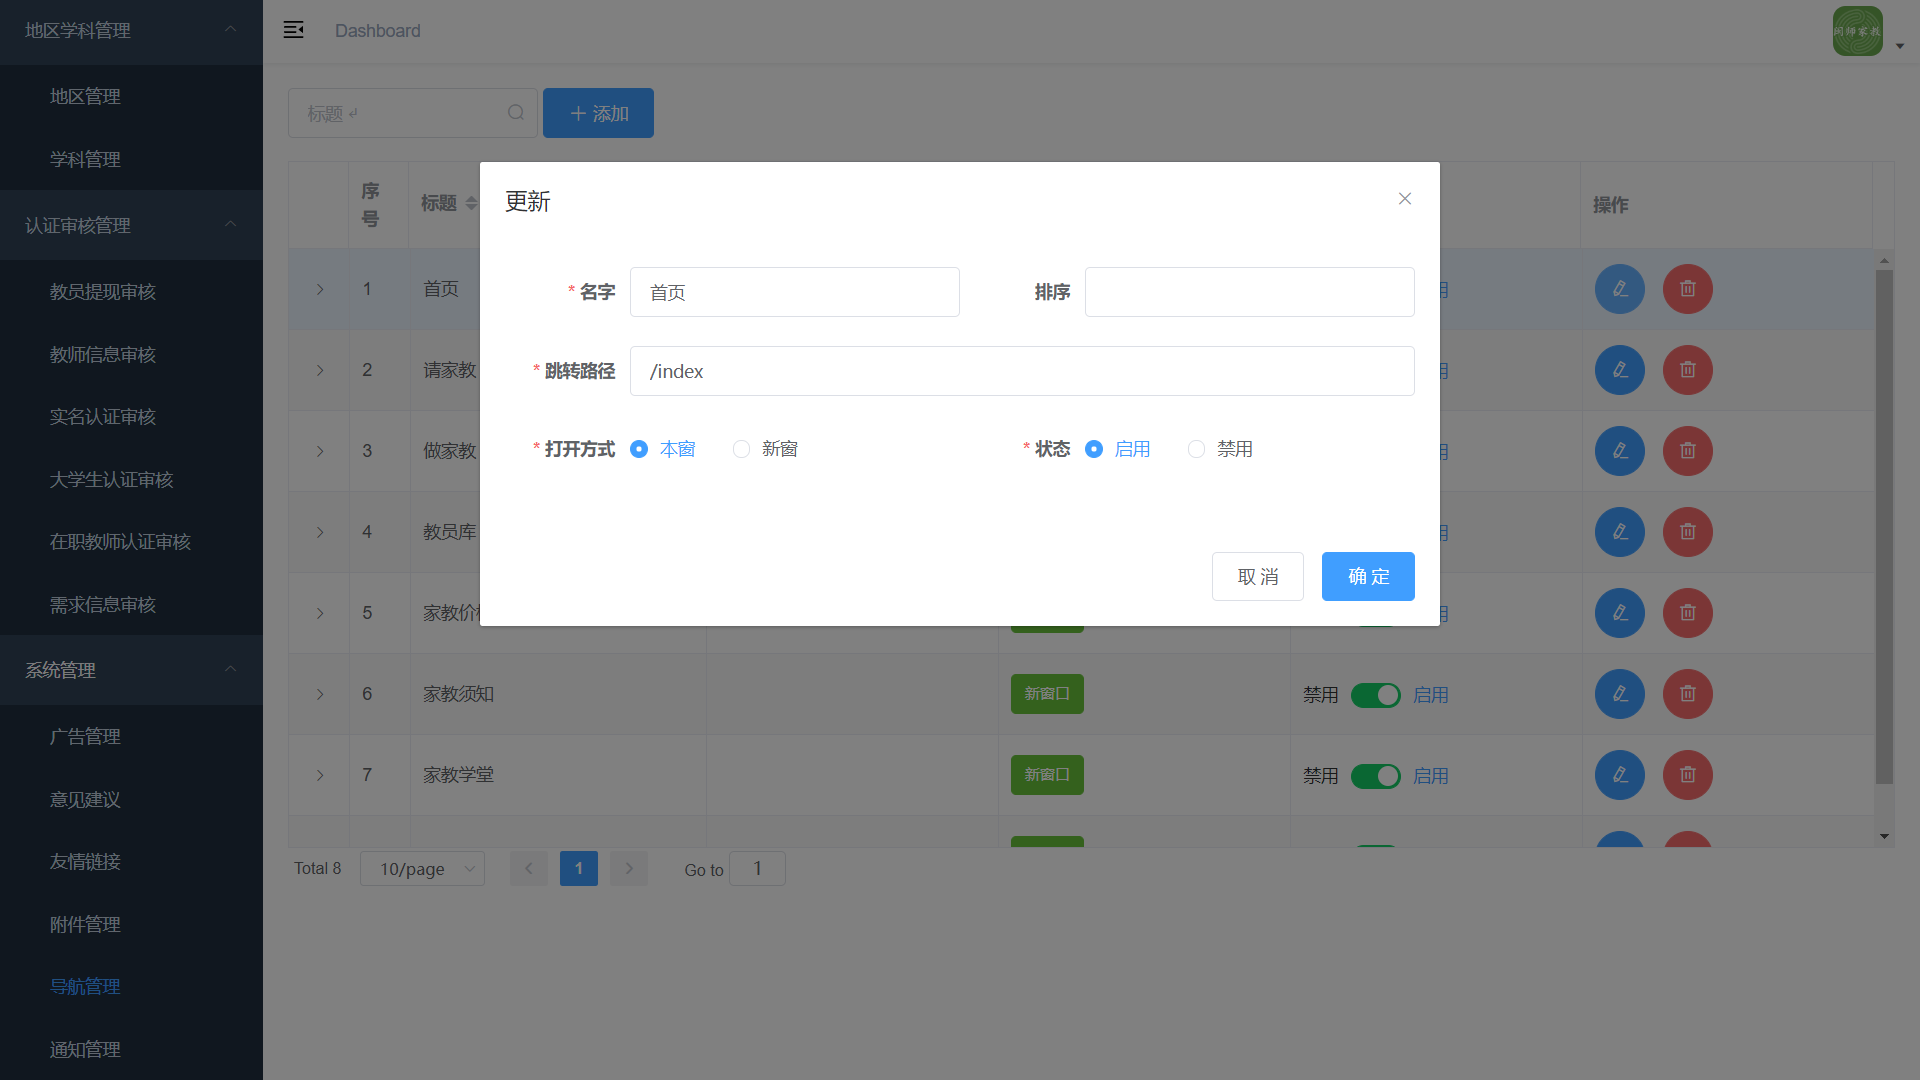 地区学科管理
地区管理
学科管理
认证审核管理
教员提现审核
教师信息审核
实名认证审核
大学生认证审核
在职教师认证审核
需求信息审核
系统管理
广告管理
意见建议
友情链接
附件管理
导航管理
通知管理
Dashboard
标题 ↲
添加
序号 标题 操作
1 首页
2 请家教
3 做家教
4 教员库
5 家教价
6 家教须知 新窗口 禁用 启用
7 家教学堂 新窗口 禁用 启用
Total 8 10/page 1 Go to 1
更新
* 名字 首页 排序
* 跳转路径 /index
* 打开方式 本窗 新窗 * 状态 启用 禁用
取 消 确 定